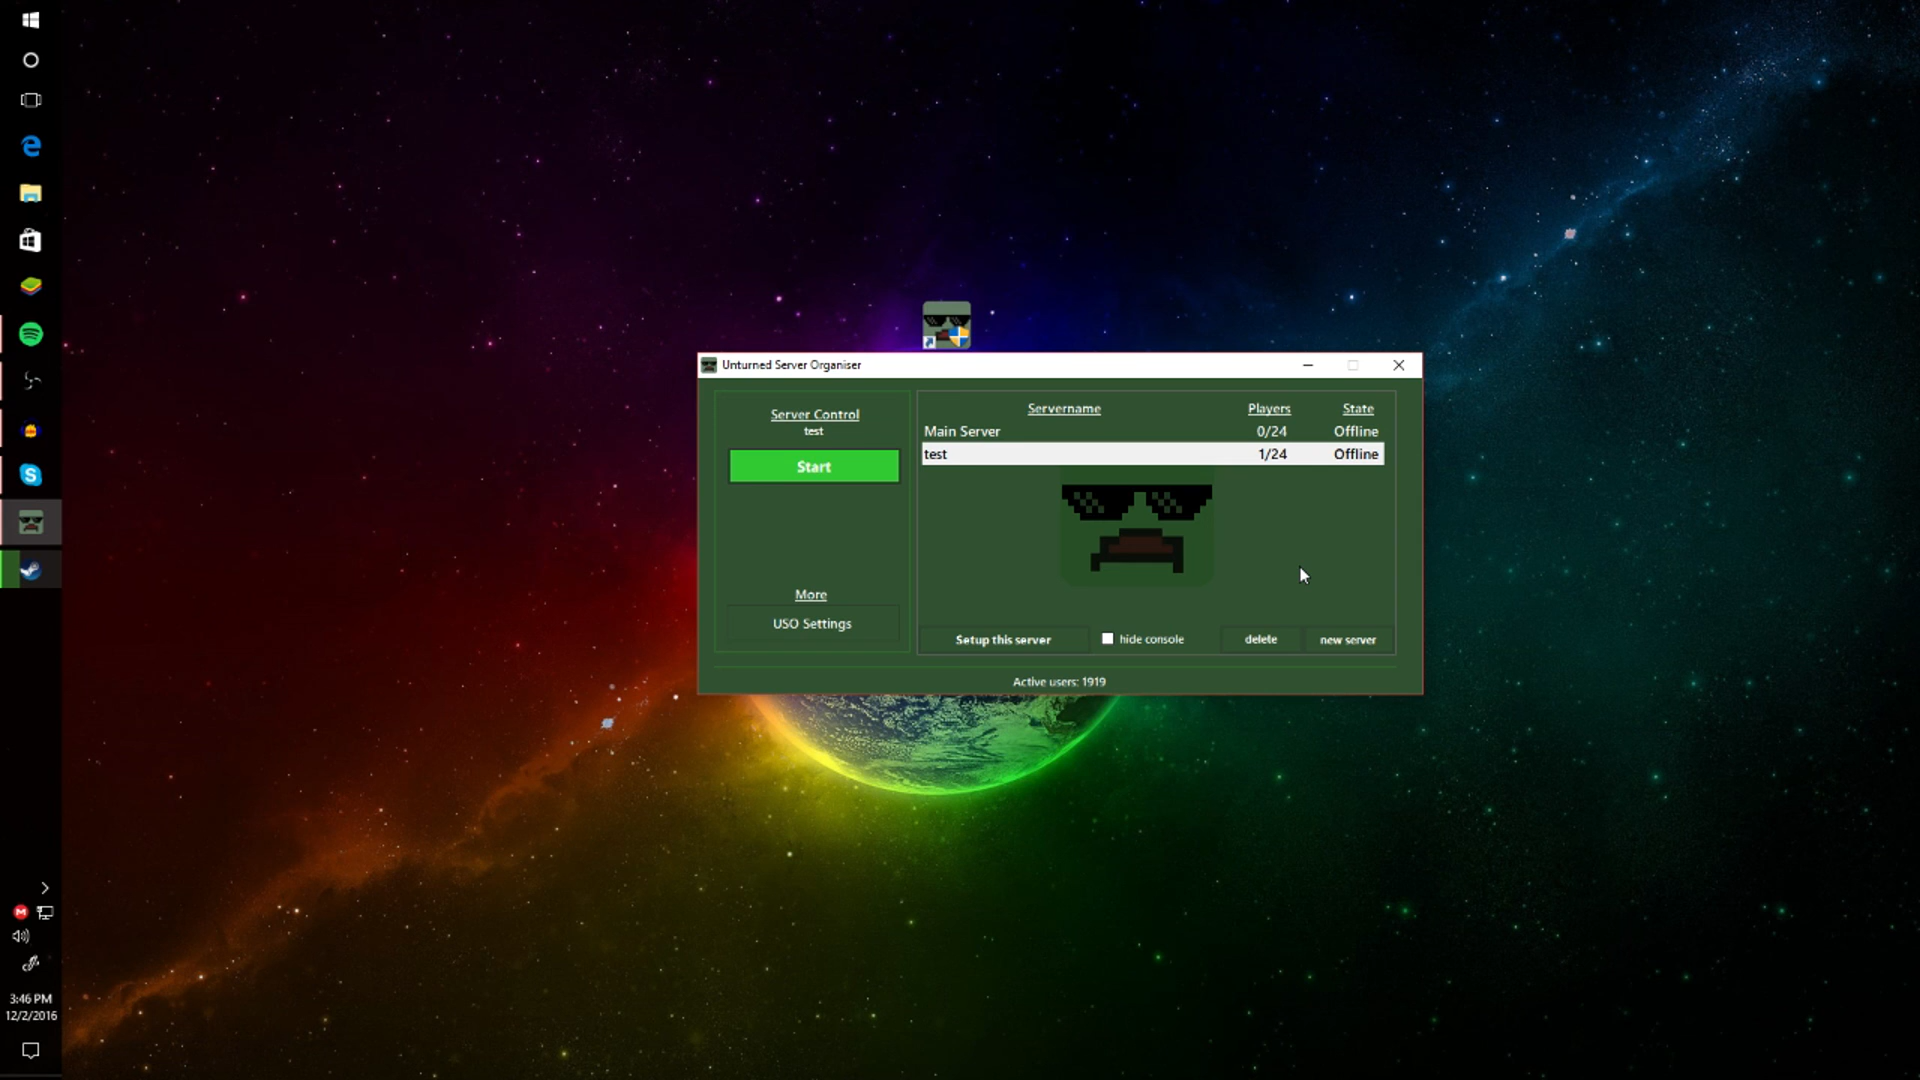 Unturned Server Organiser
Server Control
test
Start
More
USO Settings
Servername Players State
Main Server 0/24 Offline
test 1/24 Offline
Setup this server hide console delete new server
Active users: 1919
3:46 PM
12/2/2016